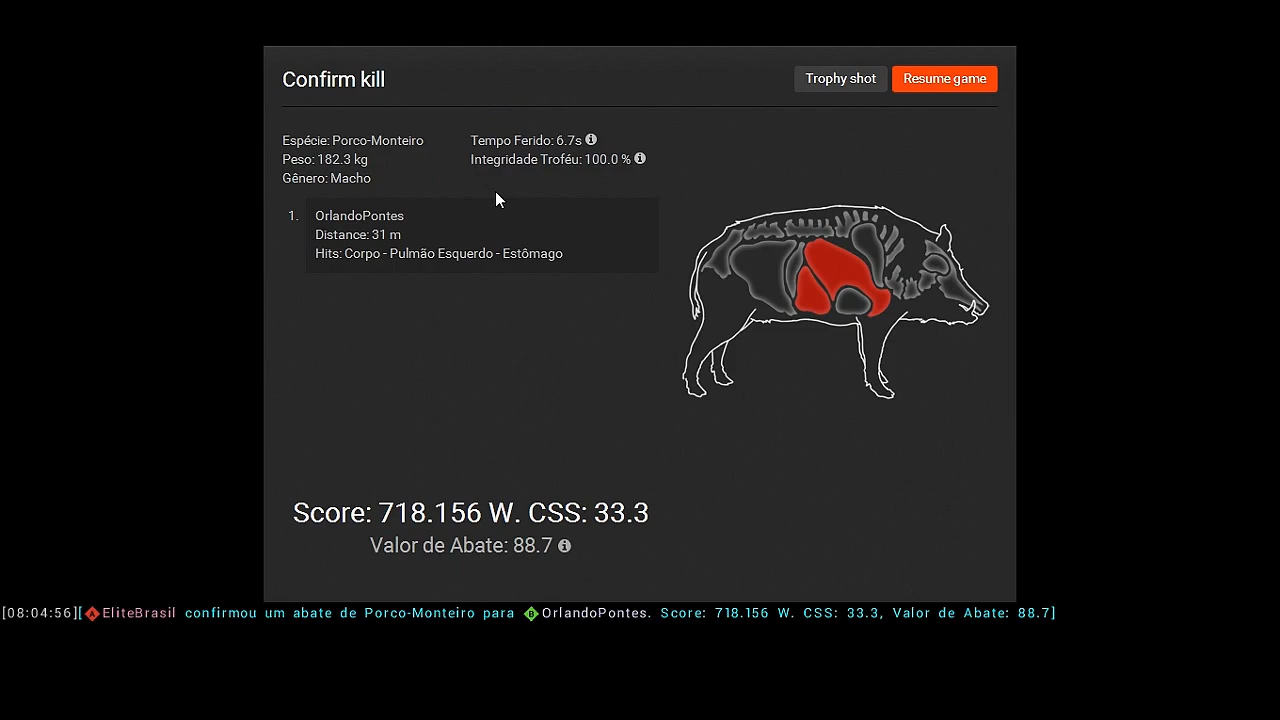 Confirm kill
Trophy shot
Resume game
Espécie: Porco-Monteiro
Peso: 182.3 kg
Gênero: Macho
Tempo Ferido: 6.7s
Integridade Troféu: 100.0 %
1. OrlandoPontes
Distance: 31 m
Hits: Corpo - Pulmão Esquerdo - Estômago
Score: 718.156 W. CSS: 33.3
Valor de Abate: 88.7
[08:04:56][EliteBrasil confirmou um abate de Porco-Monteiro para OrlandoPontes. Score: 718.156 W. CSS: 33.3, Valor de Abate: 88.7]